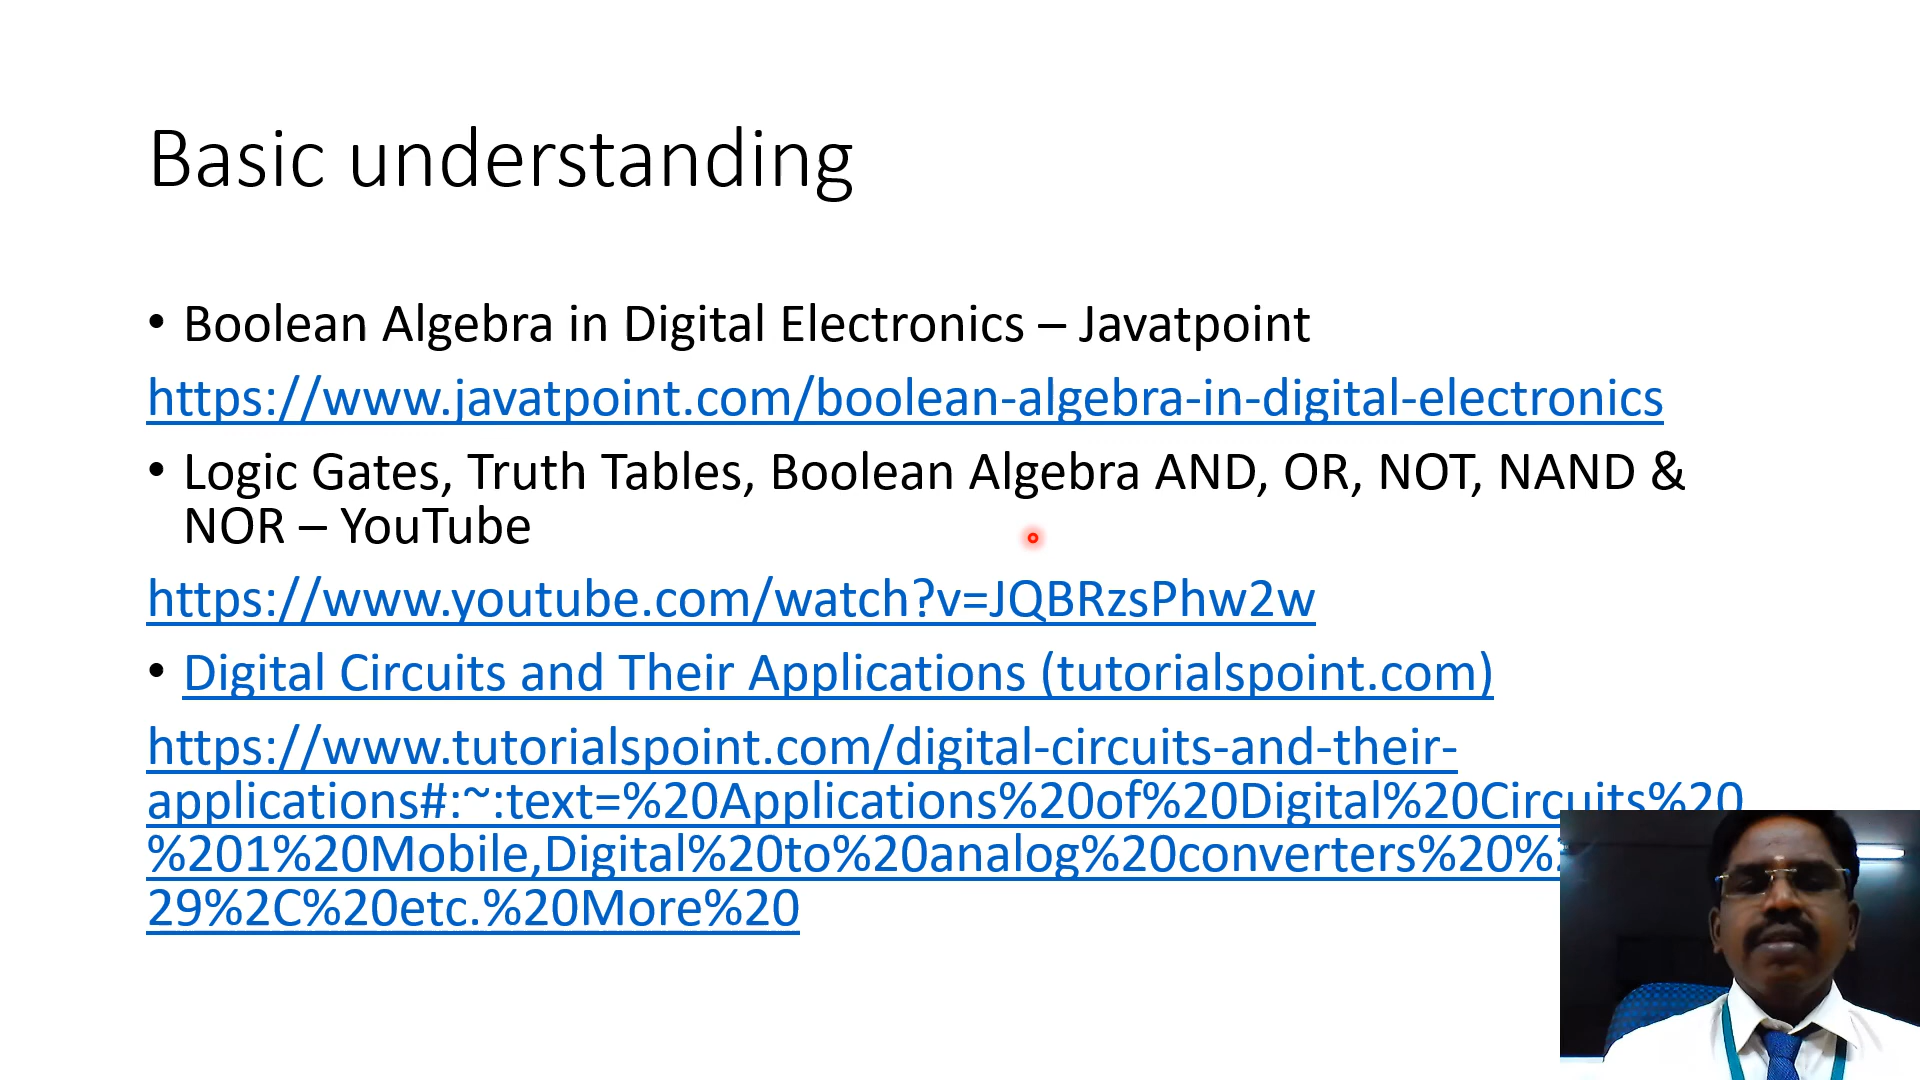 Basic understanding
• Boolean Algebra in Digital Electronics – Javatpoint
https://www.javatpoint.com/boolean-algebra-in-digital-electronics
• Logic Gates, Truth Tables, Boolean Algebra AND, OR, NOT, NAND &
NOR – YouTube
https://www.youtube.com/watch?v=JQBRzsPhw2w
• Digital Circuits and Their Applications (tutorialspoint.com)
https://www.tutorialspoint.com/digital-circuits-and-their-
applications#:~:text=%20Applications%20of%20Digital%20Circuits%20
%201%20Mobile,Digital%20to%20analog%20converters%20%
29%2C%20etc.%20More%20